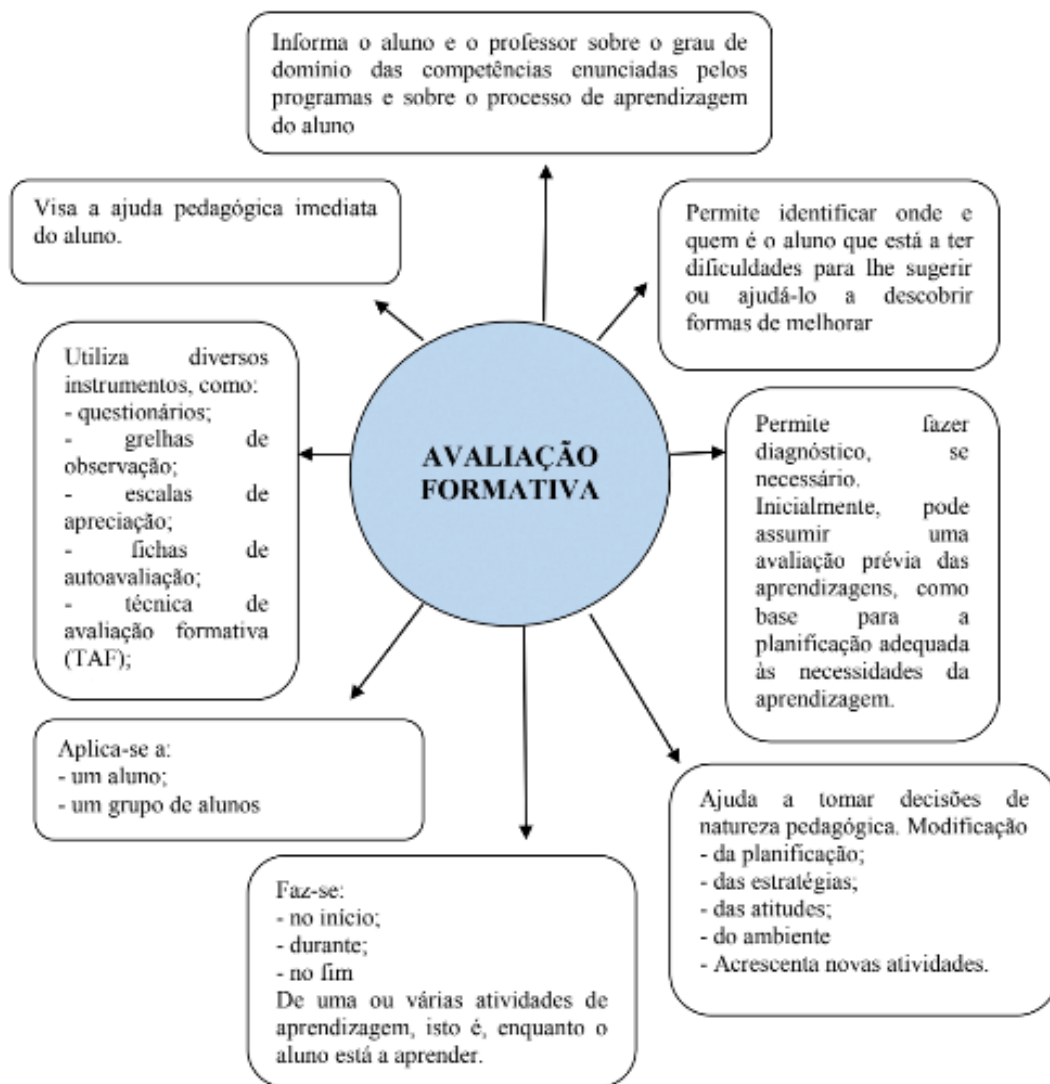 Informa o aluno e o professor sobre o grau de
domínio das competências enunciadas pelos
programas e sobre o processo de aprendizagem
do aluno
Visa a ajuda pedagógica imediata
do aluno.
Permite identificar onde e
quem é o aluno que está a ter
dificuldades para lhe sugerir
ou ajudá-lo a descobrir
formas de melhorar
Utiliza diversos
instrumentos, como:
- questionários;
- grelhas de
observação;
- escalas de
apreciação;
- fichas de
autoavaliação;
- técnica de
avaliação formativa
(TAF);
AVALIAÇÃO
FORMATIVA
Permite fazer
diagnóstico, se
necessário.
Inicialmente, pode
assumir uma
avaliação prévia das
aprendizagens, como
base para a
planificação adequada
às necessidades da
aprendizagem.
Aplica-se a:
- um aluno;
- um grupo de alunos
Ajuda a tomar decisões de
natureza pedagógica. Modificação
- da planificação;
- das estratégias;
- das atitudes;
- do ambiente
- Acrescenta novas atividades.
Faz-se:
- no início;
- durante;
- no fim
De uma ou várias atividades de
aprendizagem, isto é, enquanto o
aluno está a aprender.